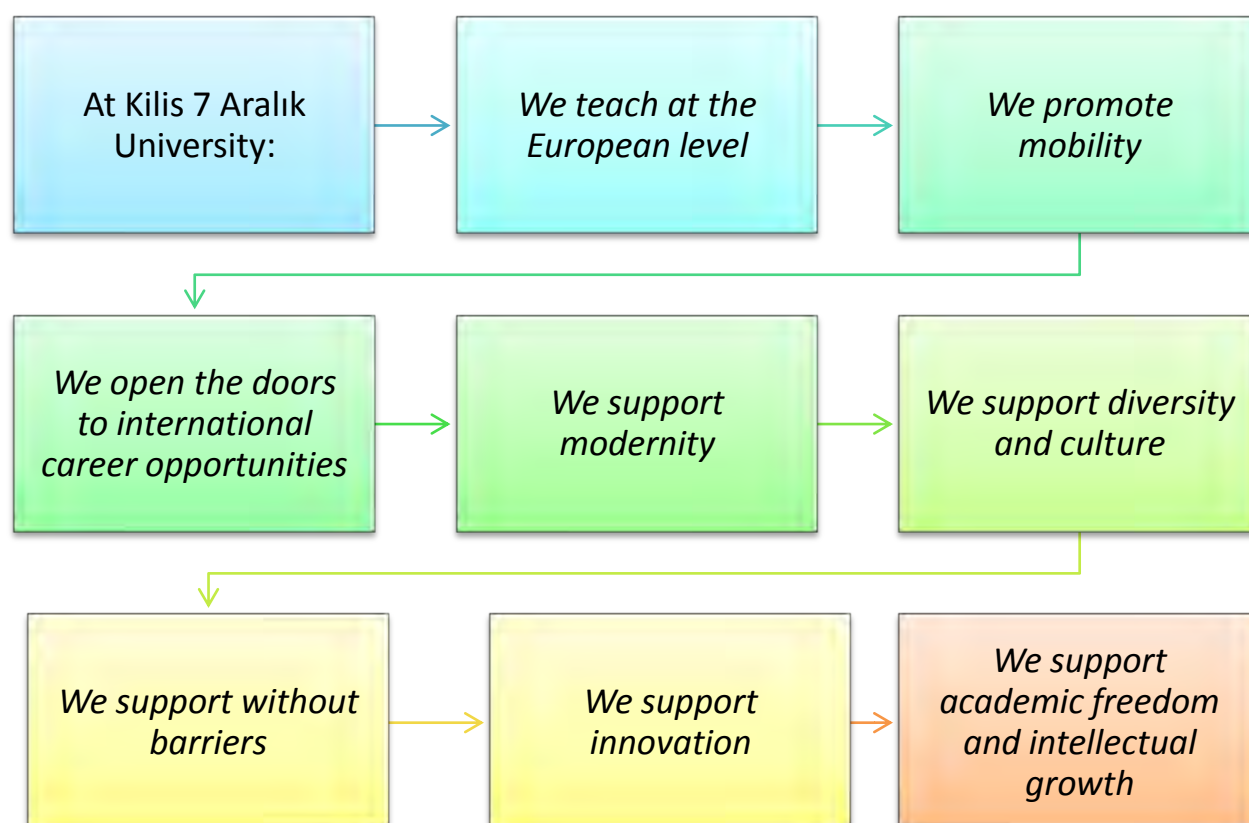 At Kilis 7 Aralık
University:
We teach at the
European level
We promote
mobility
We open the doors
to international
career opportunities
We support
modernity
We support diversity
and culture
We support without
barriers
We support
innovation
We support
academic freedom
and intellectual
growth